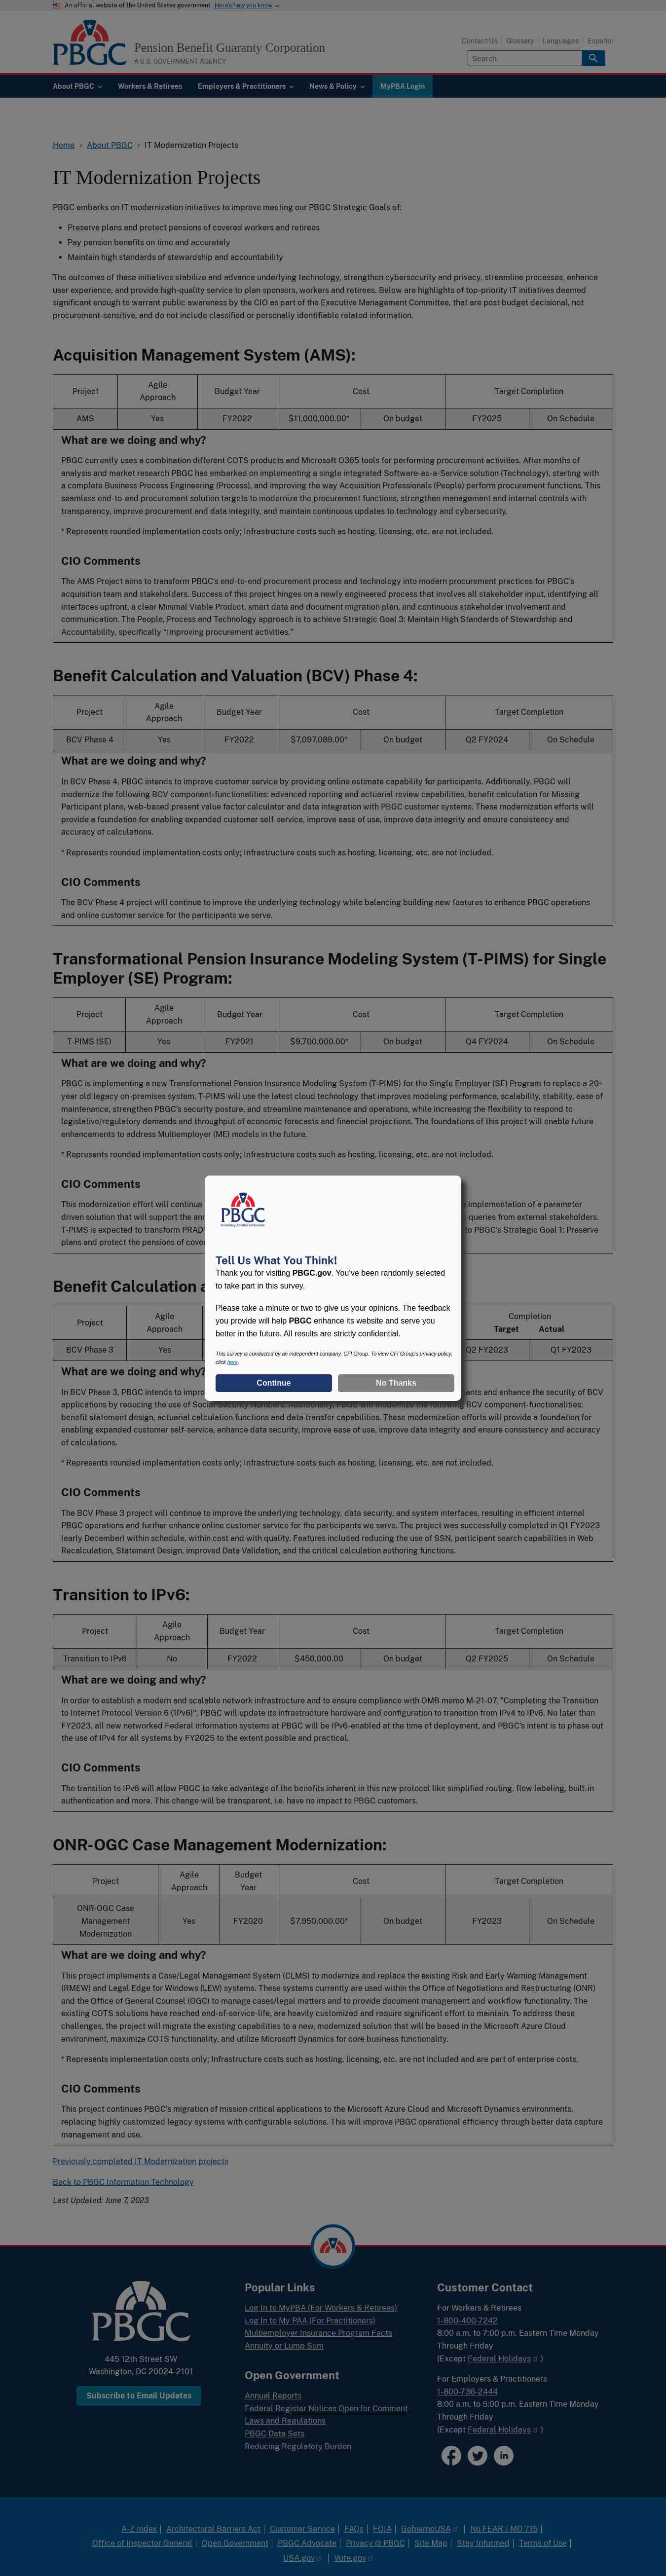 An official website of the United States government Here's how you know
PBGC
Pension Benefit Guaranty Corporation
A U.S. GOVERNMENT AGENCY
Contact Us Glossary Languages Español
Search
About PBGC Workers & Retirees Employers & Practitioners News & Policy MyPBA Login
Home › About PBGC › IT Modernization Projects
IT Modernization Projects
PBGC embarks on IT modernization initiatives to improve meeting our PBGC Strategic Goals of:
• Preserve plans and protect pensions of covered workers and retirees
• Pay pension benefits on time and accurately
• Maintain high standards of stewardship and accountability
The outcomes of these initiatives stabilize and advance underlying technology, strengthen cybersecurity and privacy, streamline processes, enhance
user experience, and provide high-quality service to plan sponsors, workers and retirees. Below are highlights of top-priority IT initiatives deemed
significant enough to warrant public awareness by the CIO as part of the Executive Management Committee, that are post budget decisional, not
procurement-sensitive, and do not include classified or personally identifiable related information.
Acquisition Management System (AMS):
Project Agile Approach Budget Year Cost Target Completion
AMS Yes FY2022 $11,000,000.00* On budget FY2025 On Schedule
What are we doing and why?
PBGC currently uses a combination different COTS products and Microsoft O365 tools for performing procurement activities. After months of
analysis and market research PBGC has embarked on implementing a single integrated Software-as-a-Service solution (Technology), starting with
a complete Business Process Engineering (Process), and improving the way Acquisition Professionals (People) perform procurement functions. This
seamless end-to-end procurement solution integrates data to modernize the procurement functions, strengthen management and internal controls with
transparency, improve procurement outcomes, and maintain continuous updates to technology and cybersecurity.
* Represents rounded implementation costs only; Infrastructure costs such as hosting, licensing, etc. are not included.
CIO Comments
The AMS Project aims to transform PBGC's end-to-end procurement process and technology into modern procurement practices for PBGC's
acquisition team and stakeholders. Success of this project hinges on a newly engineered process that involves all stakeholder input, identifying all
interfaces upfront, a clear Minimal Viable Product, smart data and document migration plan, and continuous stakeholder involvement and
communication. The People, Process and Technology approach is to achieve Strategic Goal 3: Maintain High Standards of Stewardship and
Accountability, specifically "Improving procurement activities."
Benefit Calculation and Valuation (BCV) Phase 4:
Project Agile Approach Budget Year Cost Target Completion
BCV Phase 4 Yes FY2022 $7,097,089.00* On budget Q2 FY2024 On Schedule
What are we doing and why?
In BCV Phase 4, PBGC intends to improve customer service by providing online estimate capability for participants. Additionally, PBGC will
modernize the following BCV component-functionalities: advanced reporting and actuarial review capabilities, benefit calculation for Missing
Participant plans, web-based present value factor calculator and data integration with PBGC customer systems. These modernization efforts will
provide a foundation for enabling expanded customer self-service, improve ease of use, improve data integrity and ensure consistency and
accuracy of calculations.
* Represents rounded implementation costs only; Infrastructure costs such as hosting, licensing, etc. are not included.
CIO Comments
The BCV Phase 4 project will continue to improve the underlying technology while balancing building new features to enhance PBGC operations
and online customer service for the participants we serve.
Transformational Pension Insurance Modeling System (T-PIMS) for Single
Employer (SE) Program:
Project Agile Approach Budget Year Cost Target Completion
T-PIMS (SE) Yes FY2021 $9,700,000.00* On budget Q4 FY2024 On Schedule
What are we doing and why?
PBGC is implementing a new Transformational Pension Insurance Modeling System (T-PIMS) for the Single Employer (SE) Program to replace a 20+
year old legacy on-premises system. T-PIMS will use the latest cloud technology that improves modeling performance, scalability, stability, ease of
maintenance, strengthen PBGC's security posture, and streamline maintenance and operations, while increasing the flexibility to respond to
legislative/regulatory demands and throughput of economic forecasts and financial projections. The foundation of this project will enable future
enhancements to address Multiemployer (ME) models in the future.
* Represents rounded implementation costs only; Infrastructure costs such as hosting, licensing, etc. are not included.
CIO Comments
This modernization effort will continue e implementation of a parameter
driven solution that will support the ann o queries from external stakeholders.
T-PIMS is expected to transform PRAD' to PBGC's Strategic Goal 1: Preserve
plans and protect the pensions of cover
PBGC
Protecting America's Pensions
Tell Us What You Think!
Thank you for visiting PBGC.gov. You've been randomly selected
to take part in this survey.
Please take a minute or two to give us your opinions. The feedback
you provide will help PBGC enhance its website and serve you
better in the future. All results are strictly confidential.
This survey is conducted by an independent company, CFI Group. To view CFI Group's privacy policy,
click here.
Continue No Thanks
Benefit Calculation a
Project Agile Approach Completion
Target Actual
BCV Phase 3 Yes Q2 FY2023 Q1 FY2023
What are we doing and why?
In BCV Phase 3, PBGC intends to impr ants and enhance the security of BCV
applications by reducing the use of Social Security Numbers. Additionally, PBGC will modernize the following BCV component-functionalities:
benefit statement design, actuarial calculation functions and death benefit transfer capabilities. These modernization efforts will provide a foundation for
enabling expanded customer self-service, enhance data security, improve ease of use, improve data integrity and ensure consistency and accuracy
of calculations.
* Represents rounded implementation costs only; Infrastructure costs such as hosting, licensing, etc. are not included.
CIO Comments
The BCV Phase 3 project will continue to improve the underlying technology, data security, and system interfaces, resulting in efficient internal
PBGC operations and further enhance online customer service for the participants we serve. The project was successfully completed in Q1 FY2023
(early December) within schedule, within cost and with quality. Features included reducing the use of SSN, participant search capabilities in Web
Recalculation, Statement Design, improved Data Validation, and the critical calculation authoring functions.
Transition to IPv6:
Project Agile Approach Budget Year Cost Target Completion
Transition to IPv6 No FY2022 $450,000.00 On budget Q2 FY2025 On Schedule
What are we doing and why?
In order to establish a modern and scalable network infrastructure and to ensure compliance with OMB memo M-21-07, "Completing the Transition
to Internet Protocol Version 6 (IPv6)", PBGC will update its infrastructure hardware and configuration to transition from IPv4 to IPv6. No later than
FY2023, all new networked Federal information systems at PBGC will be IPv6-enabled at the time of deployment, and PBGC's intent is to phase out
the use of IPv4 for all systems by FY2025 to the extent possible and practical.
CIO Comments
The transition to IPv6 will allow PBGC to take advantage of the benefits inherent in this new protocol like simplified routing, flow labeling, built-in
authentication and more. This change will be transparent, i.e. have no impact to PBGC customers.
ONR-OGC Case Management Modernization:
Project Agile Approach Budget Year Cost Target Completion
ONR-OGC Case Management Modernization Yes FY2020 $7,950,000.00* On budget FY2023 On Schedule
What are we doing and why?
This project implements a Case/Legal Management System (CLMS) to modernize and replace the existing Risk and Early Warning Management
(RMEW) and Legal Edge for Windows (LEW) systems. These systems currently are used within the Office of Negotiations and Restructuring (ONR)
and the Office of General Counsel (OGC) to manage cases/legal matters and to provide document management and workflow functionality. The
existing COTS solutions have reached end-of-service-life, are heavily customized and require significant effort to maintain. To address these
challenges, the project will migrate the existing systems to a modernized solution that will be based in the Microsoft Azure Cloud
environment, maximize COTS functionality, and utilize Microsoft Dynamics for core business functionality.
* Represents implementation costs only; Infrastructure costs such as hosting, licensing, etc. are not included and are part of enterprise costs.
CIO Comments
This project continues PBGC's migration of mission critical applications to the Microsoft Azure Cloud and Microsoft Dynamics environments,
replacing highly customized legacy systems with configurable solutions. This will improve PBGC operational efficiency through better data capture
management and use.
Previously completed IT Modernization projects
Back to PBGC Information Technology
Last Updated: June 7, 2023
PBGC
445 12th Street SW
Washington, DC 20024-2101
Subscribe to Email Updates
Popular Links
Log In to MyPBA (For Workers & Retirees)
Log In to My PAA (For Practitioners)
Multiemployer Insurance Program Facts
Annuity or Lump Sum
Open Government
Annual Reports
Federal Register Notices Open for Comment
Laws and Regulations
PBGC Data Sets
Reducing Regulatory Burden
Customer Contact
For Workers & Retirees
1-800-400-7242
8:00 a.m. to 7:00 p.m. Eastern Time Monday
Through Friday
(Except Federal Holidays )
For Employers & Practitioners
1-800-736-2444
8:00 a.m. to 5:00 p.m. Eastern Time Monday
Through Friday
(Except Federal Holidays )
A-Z Index | Architectural Barriers Act | Customer Service | FAQs | FOIA | GobiernoUSA | No FEAR / MD 715 |
Office of Inspector General | Open Government | PBGC Advocate | Privacy @ PBGC | Site Map | Stay Informed | Terms of Use |
USA.gov | Vote.gov